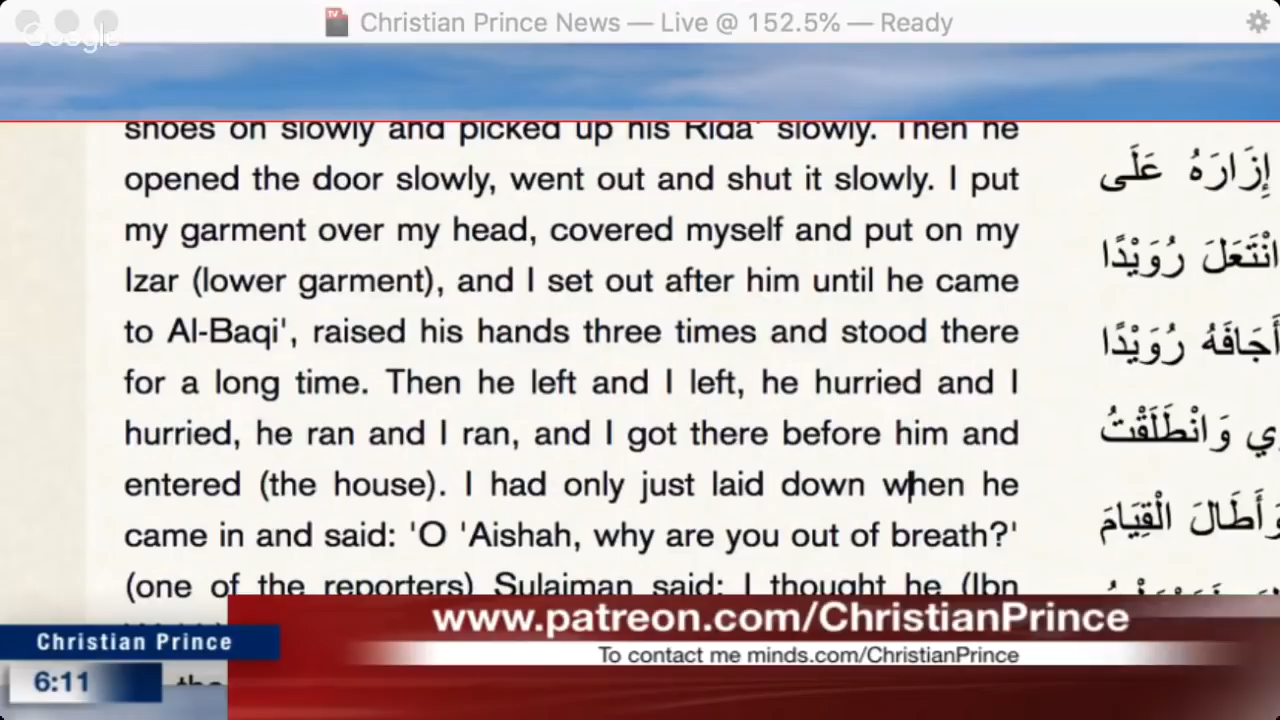 Christian Prince News — Live @ 152.5% — Ready
Google
shoes on slowly and picked up his Rida' slowly. Then he
opened the door slowly, went out and shut it slowly. I put
my garment over my head, covered myself and put on my
Izar (lower garment), and I set out after him until he came
to Al-Baqi', raised his hands three times and stood there
for a long time. Then he left and I left, he hurried and I
hurried, he ran and I ran, and I got there before him and
entered (the house). I had only just laid down when he
came in and said: 'O 'Aishah, why are you out of breath?'
(one of the reporters) Sulaiman said: I thought he (Ibn
إِزَارَهُ عَلَى
انْتَعَلَ رُوَيْدًا
أَجَافَهُ رُوَيْدًا
وَانْطَلَقْتُ
وَأَطَالَ الْقِيَامَ
www.patreon.com/ChristianPrince
To contact me minds.com/ChristianPrince
Christian Prince
6:11